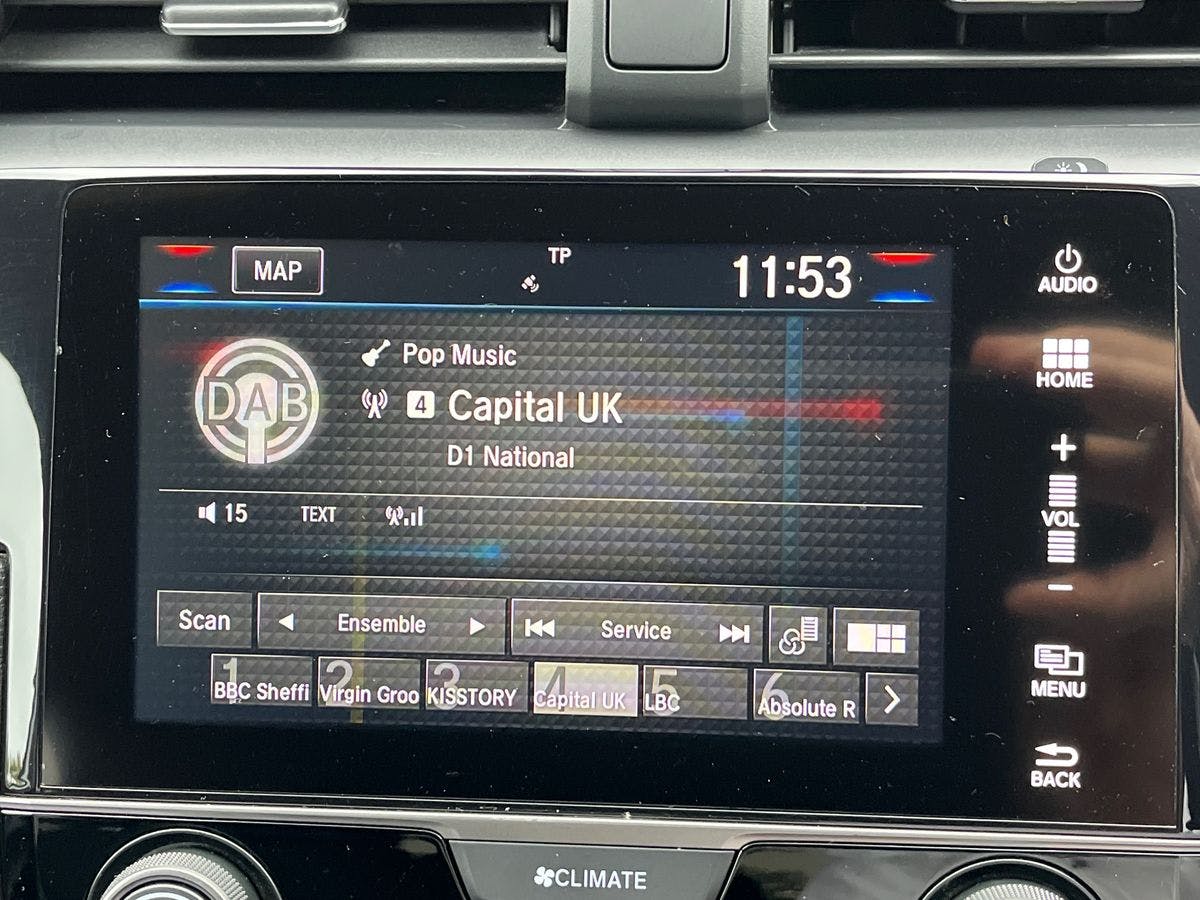 MAP
TP
11:53
AUDIO
DAB
Pop Music
4 Capital UK
D1 National
HOME
15 TEXT
VOL
Scan
Ensemble
Service
1 BBC Sheffi
2 Virgin Groo
3 KISSTORY
4 Capital UK
5 LBC
6 Absolute R
MENU
BACK
CLIMATE